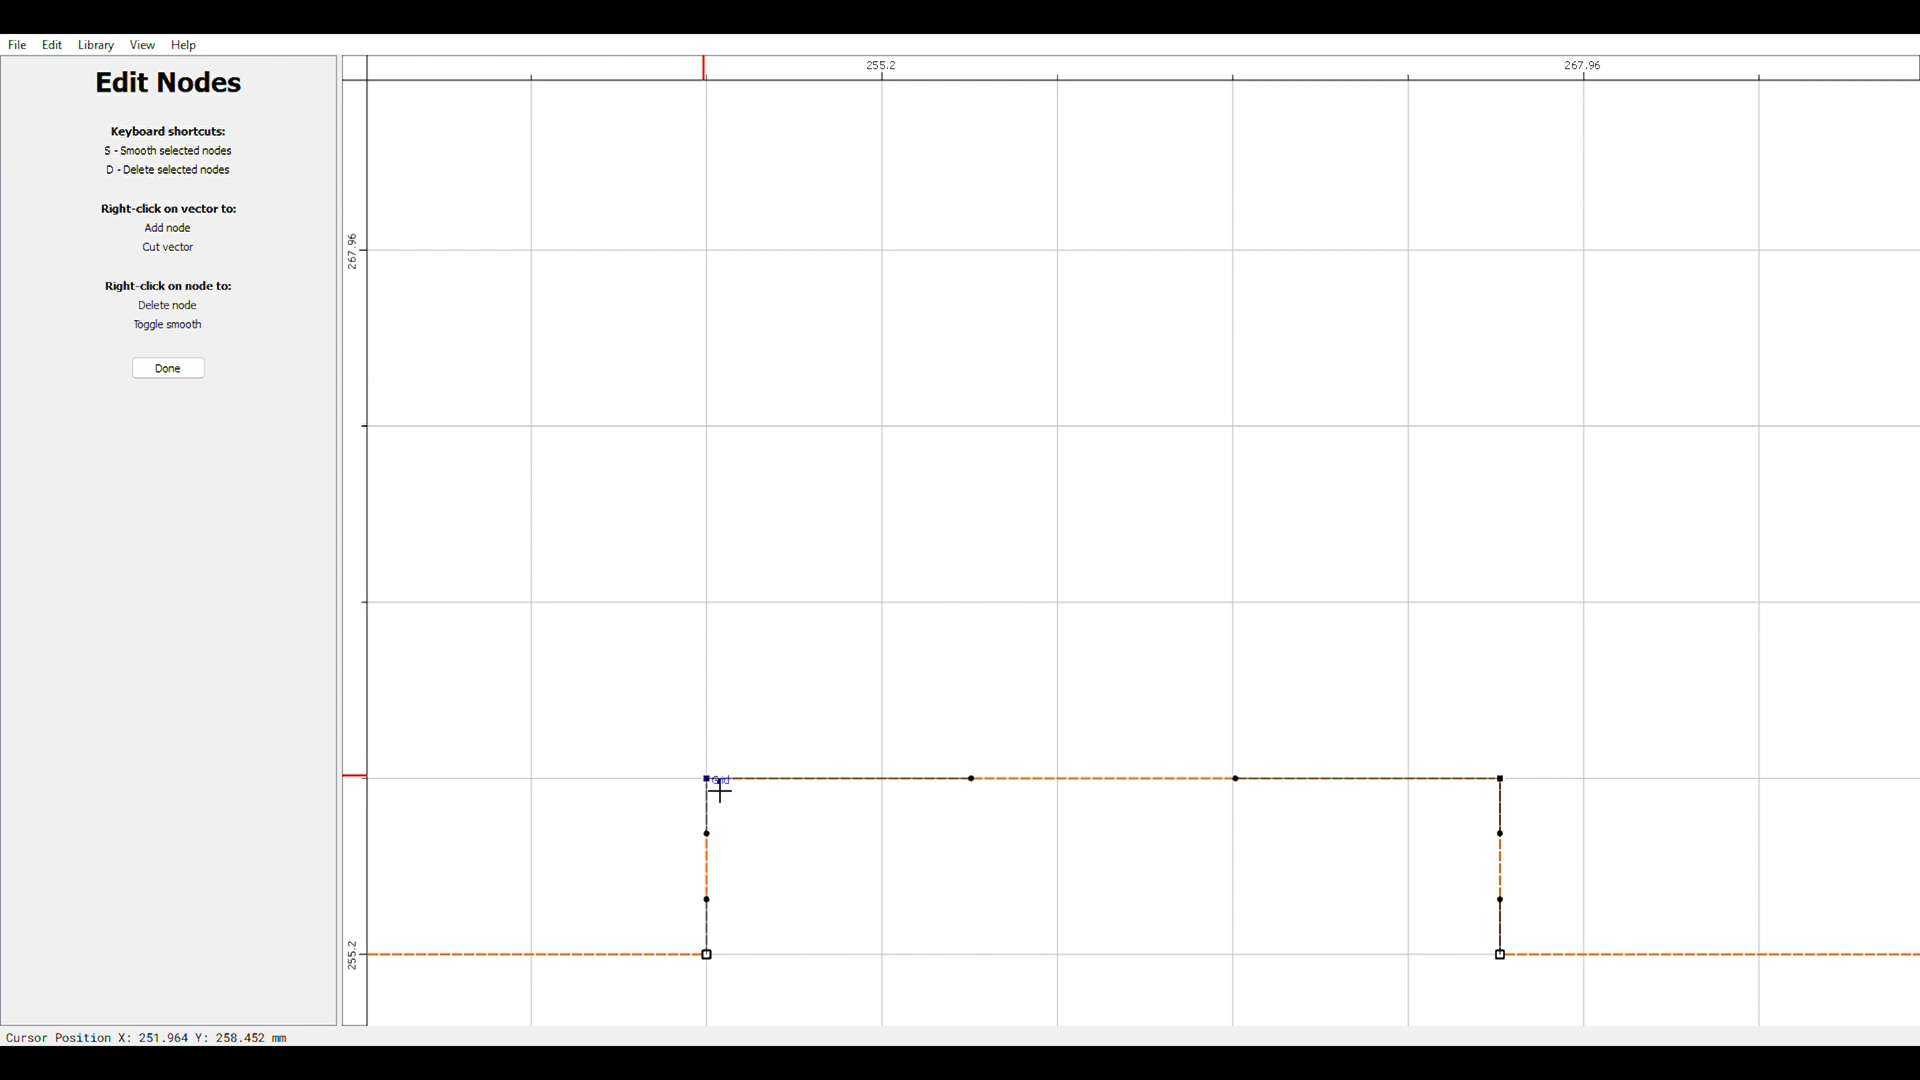 File Edit Library View Help
Edit Nodes
Keyboard shortcuts:
S - Smooth selected nodes
D - Delete selected nodes
Right-click on vector to:
Add node
Cut vector
Right-click on node to:
Delete node
Toggle smooth
Done
255.2 267.96
267.96
255.2
Grid
Cursor Position X: 251.964 Y: 258.452 mm